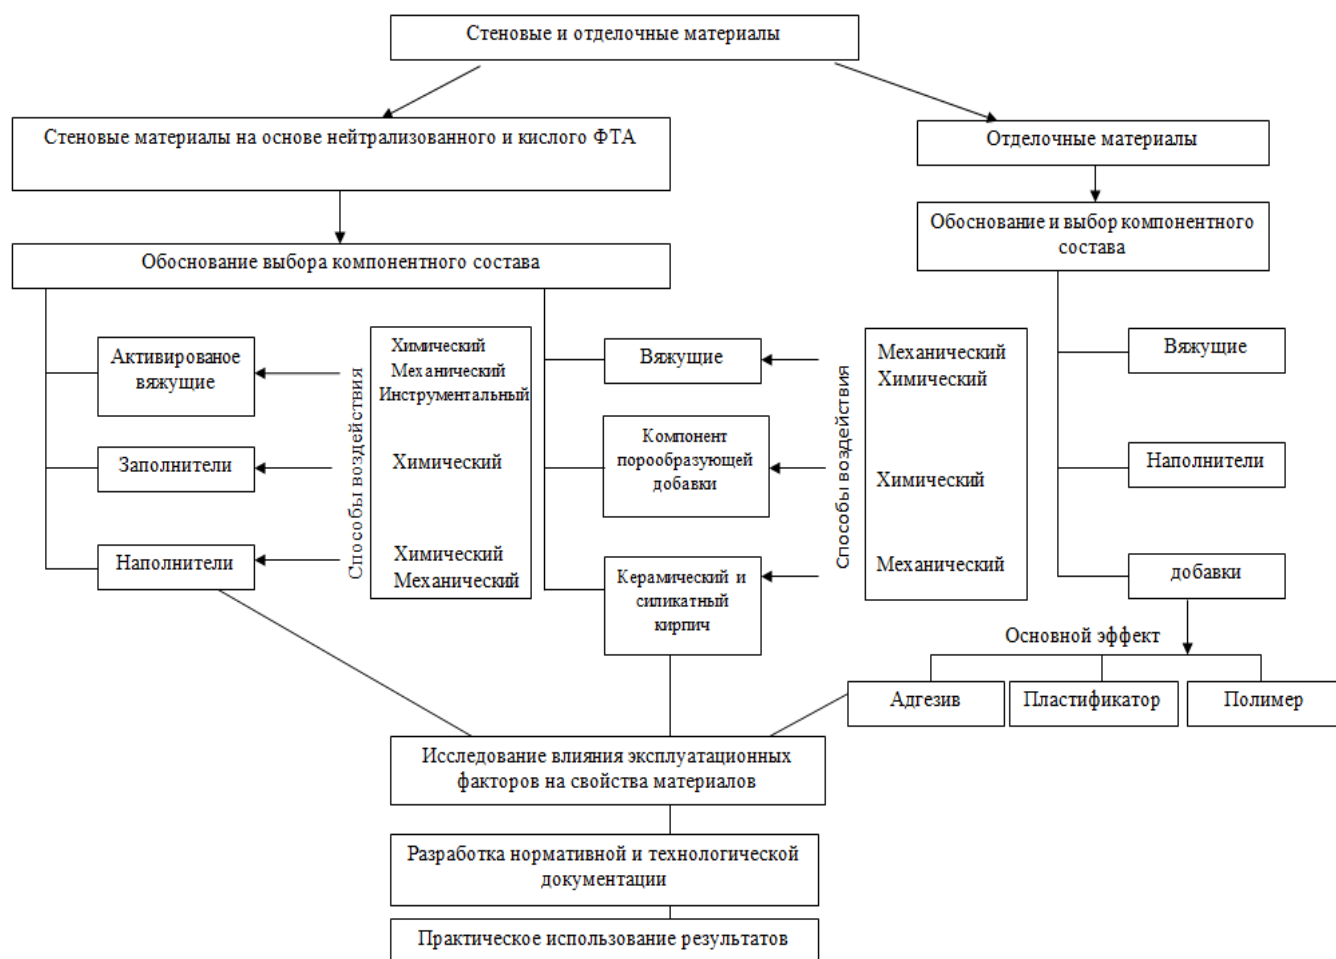 Стеновые и отделочные материалы
Стеновые материалы на основе нейтрализованного и кислого ФТА
Отделочные материалы
Обоснование и выбор компонентного
состава
Обоснование выбора компонентного состава
Активированое
вяжущие
Заполнители
Наполнители
Способы воздействия
Химический
Механический
Инструментальный
Химический
Химический
Механический
Вяжущие
Компонент
порообразующей
добавки
Керамический и
силикатный
кирпич
Способы воздействия
Механический
Химический
Химический
Механический
Вяжущие
Наполнители
добавки
Основной эффект
Адгезив
Пластификатор
Полимер
Исследование влияния эксплуатационных
факторов на свойства материалов
Разработка нормативной и технологической
документации
Практическое использование результатов